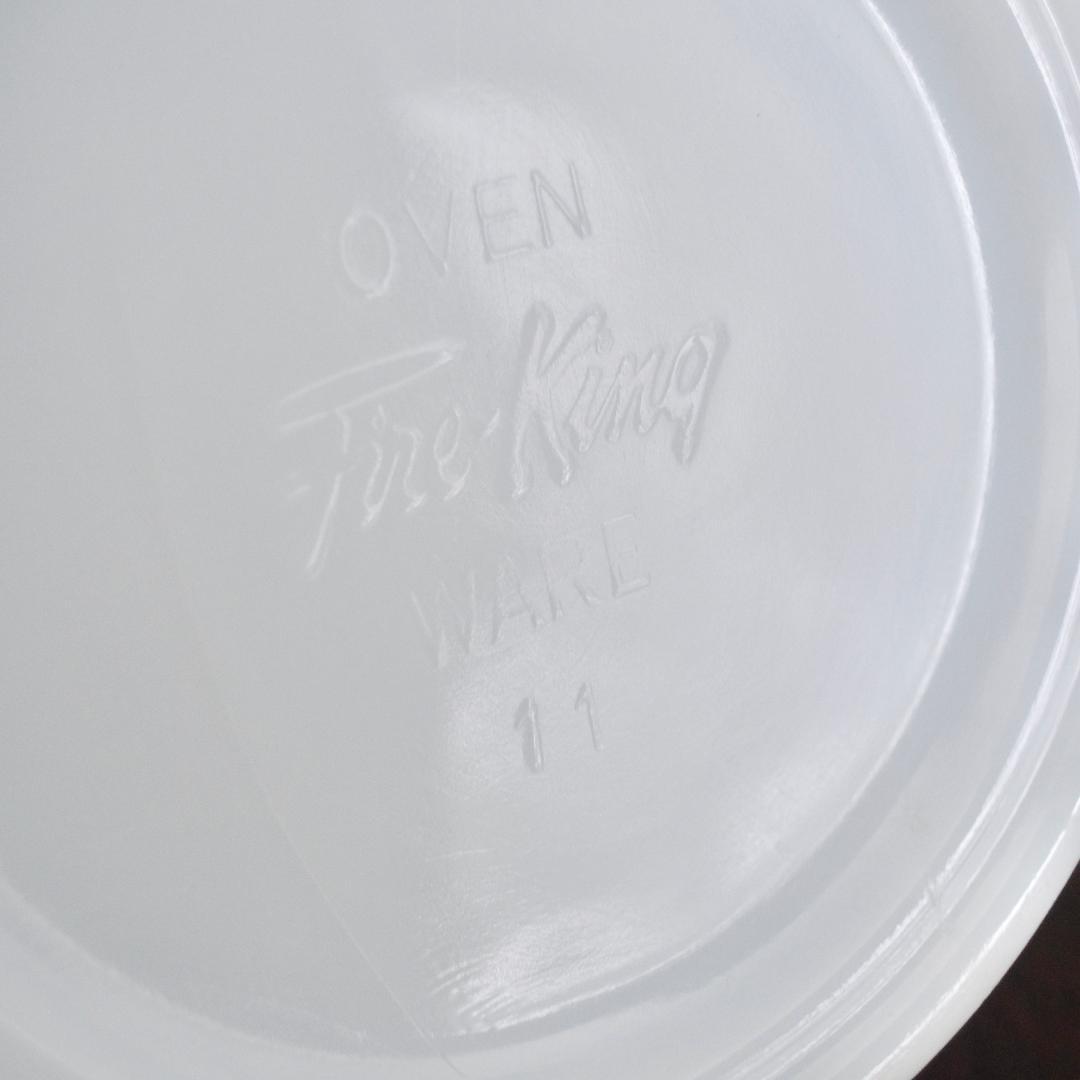 OVEN
Fire-King
WARE
11